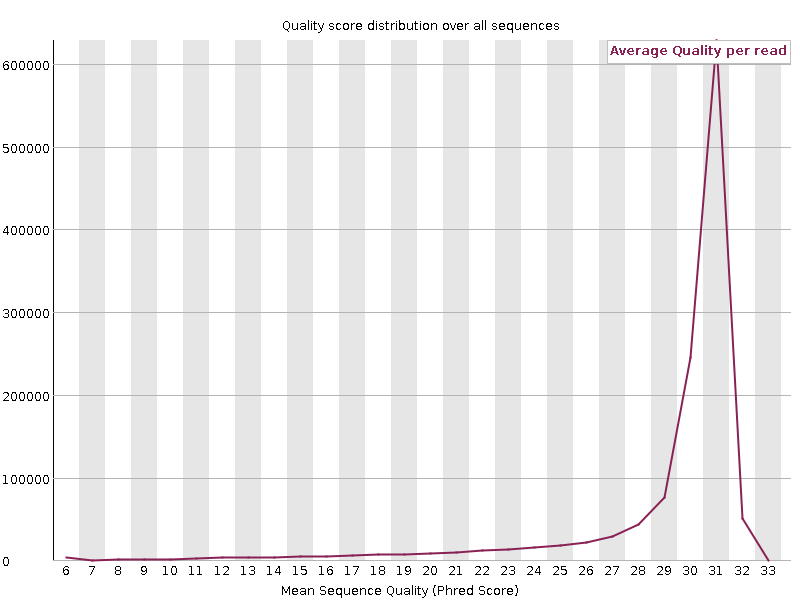 Quality score distribution over all sequences
Average Quality per read
600000
500000
400000
300000
200000
100000
0
6 7 8 9 10 11 12 13 14 15 16 17 18 19 20 21 22 23 24 25 26 27 28 29 30 31 32 33
Mean Sequence Quality (Phred Score)